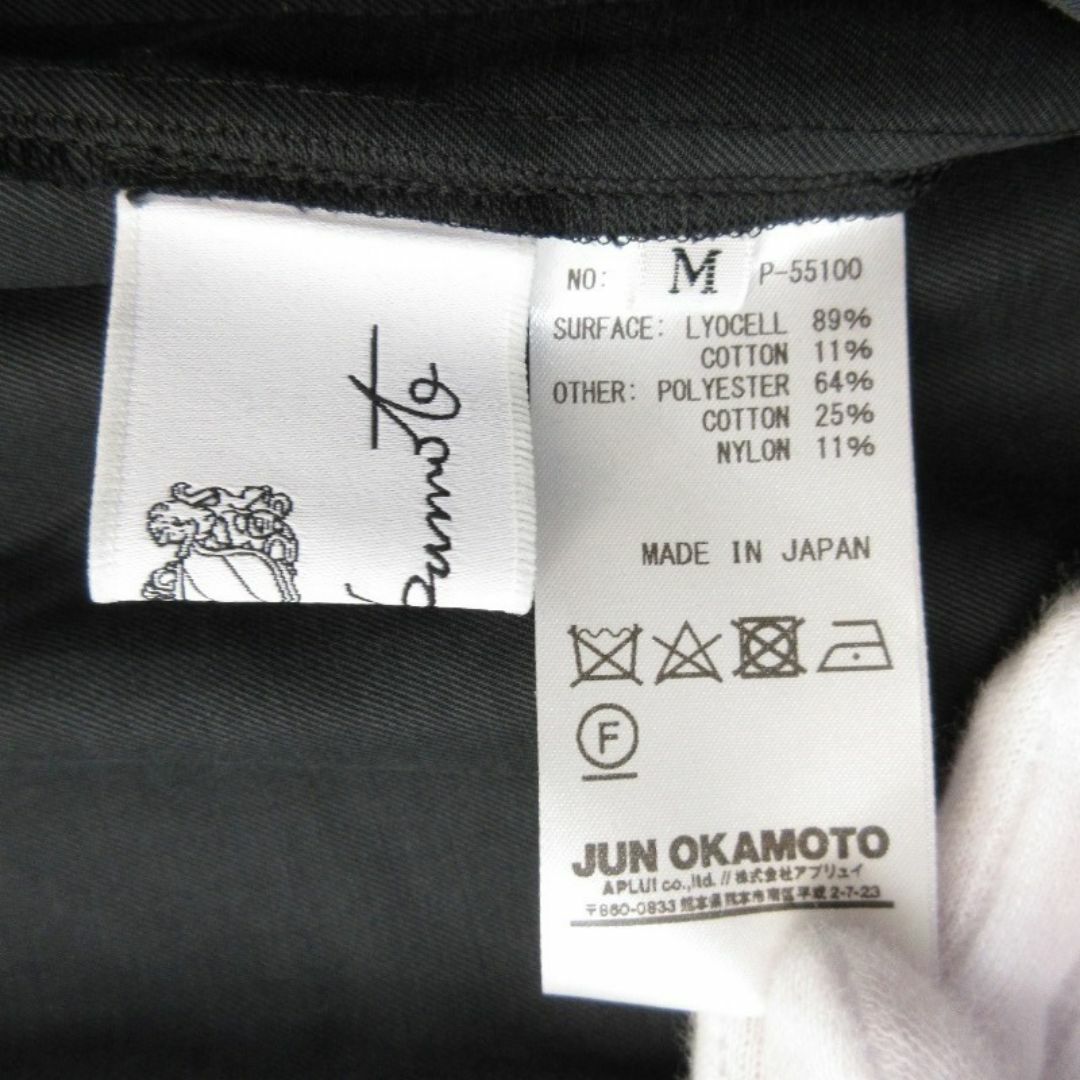 NO: M P-55100
SURFACE: LYOCELL 89%
COTTON 11%
OTHER: POLYESTER 64%
COTTON 25%
NYLON 11%
MADE IN JAPAN
F
JUN OKAMOTO
APLUI co.,ltd. // 株式会社アプリュイ
〒860-0833 熊本県熊本市南区平成 2-7-23